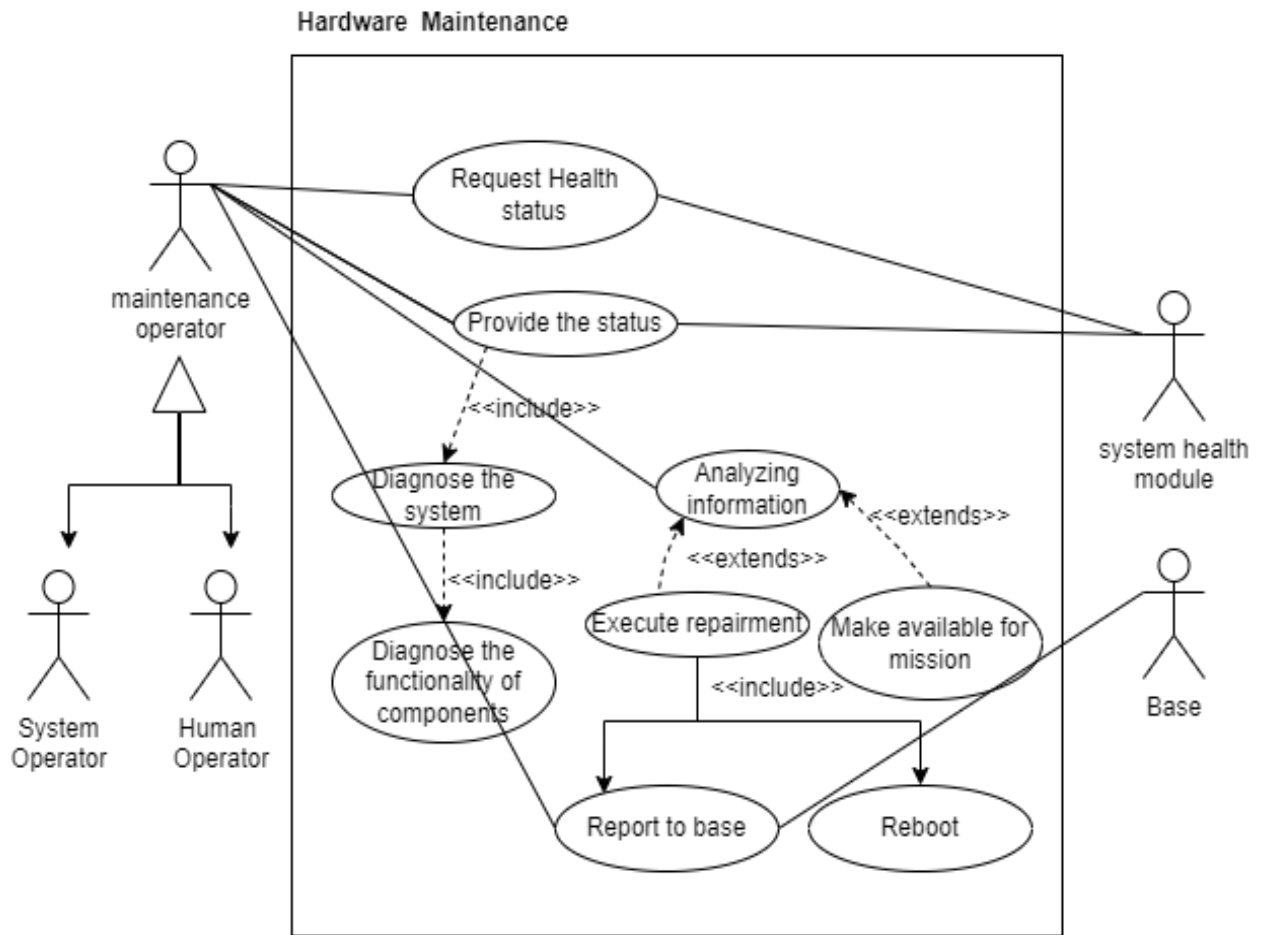 Hardware Maintenance
Request Health
status
maintenance
operator
Provide the status
<<include>>
system health
module
Diagnose the
system
Analyzing
information
<<extends>>
<<extends>>
<<include>>
Execute repairment
Make available for
mission
Diagnose the
functionality of
components
<<include>>
System
Operator
Human
Operator
Base
Report to base
Reboot